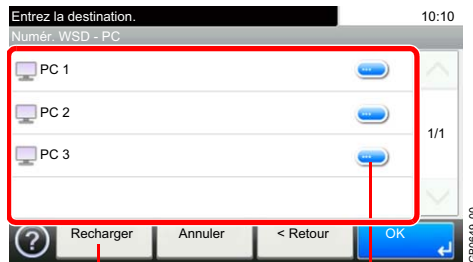 Entrez la destination. 10:10
Numér. WSD - PC
PC 1
PC 2
1/1
PC 3
? Recharger Annuler < Retour OK
GB0649_00